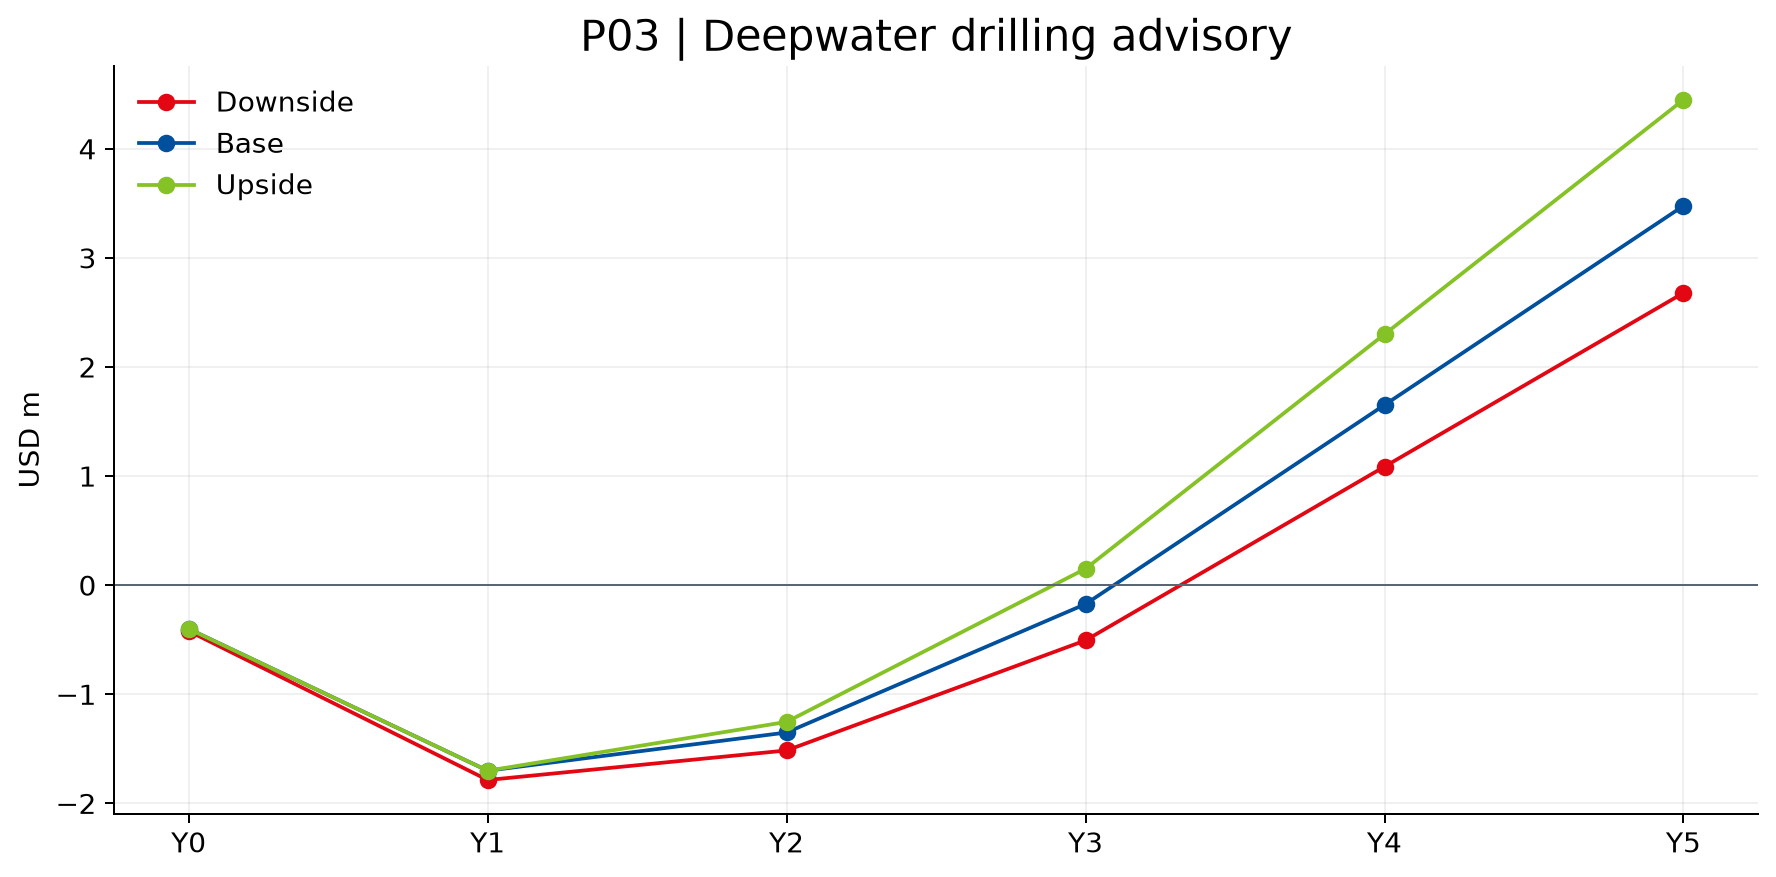 P03 | Deepwater drilling advisory
Downside
Base
Upside
USD m
4
3
2
1
0
−1
−2
Y0 Y1 Y2 Y3 Y4 Y5